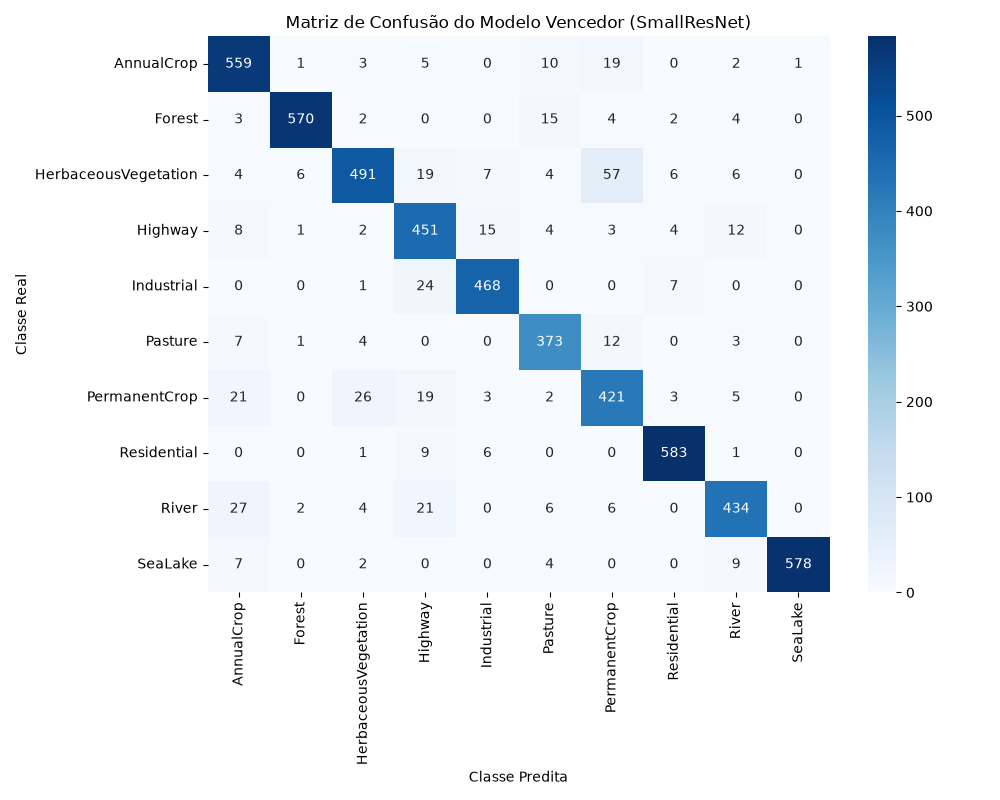 Matriz de Confusão do Modelo Vencedor (SmallResNet)
Classe Real
AnnualCrop 559 1 3 5 0 10 19 0 2 1
Forest 3 570 2 0 0 15 4 2 4 0
HerbaceousVegetation 4 6 491 19 7 4 57 6 6 0
Highway 8 1 2 451 15 4 3 4 12 0
Industrial 0 0 1 24 468 0 0 7 0 0
Pasture 7 1 4 0 0 373 12 0 3 0
PermanentCrop 21 0 26 19 3 2 421 3 5 0
Residential 0 0 1 9 6 0 0 583 1 0
River 27 2 4 21 0 6 6 0 434 0
SeaLake 7 0 2 0 0 4 0 0 9 578
AnnualCrop
Forest
HerbaceousVegetation
Highway
Industrial
Pasture
PermanentCrop
Residential
River
SeaLake
Classe Predita
500
400
300
200
100
0